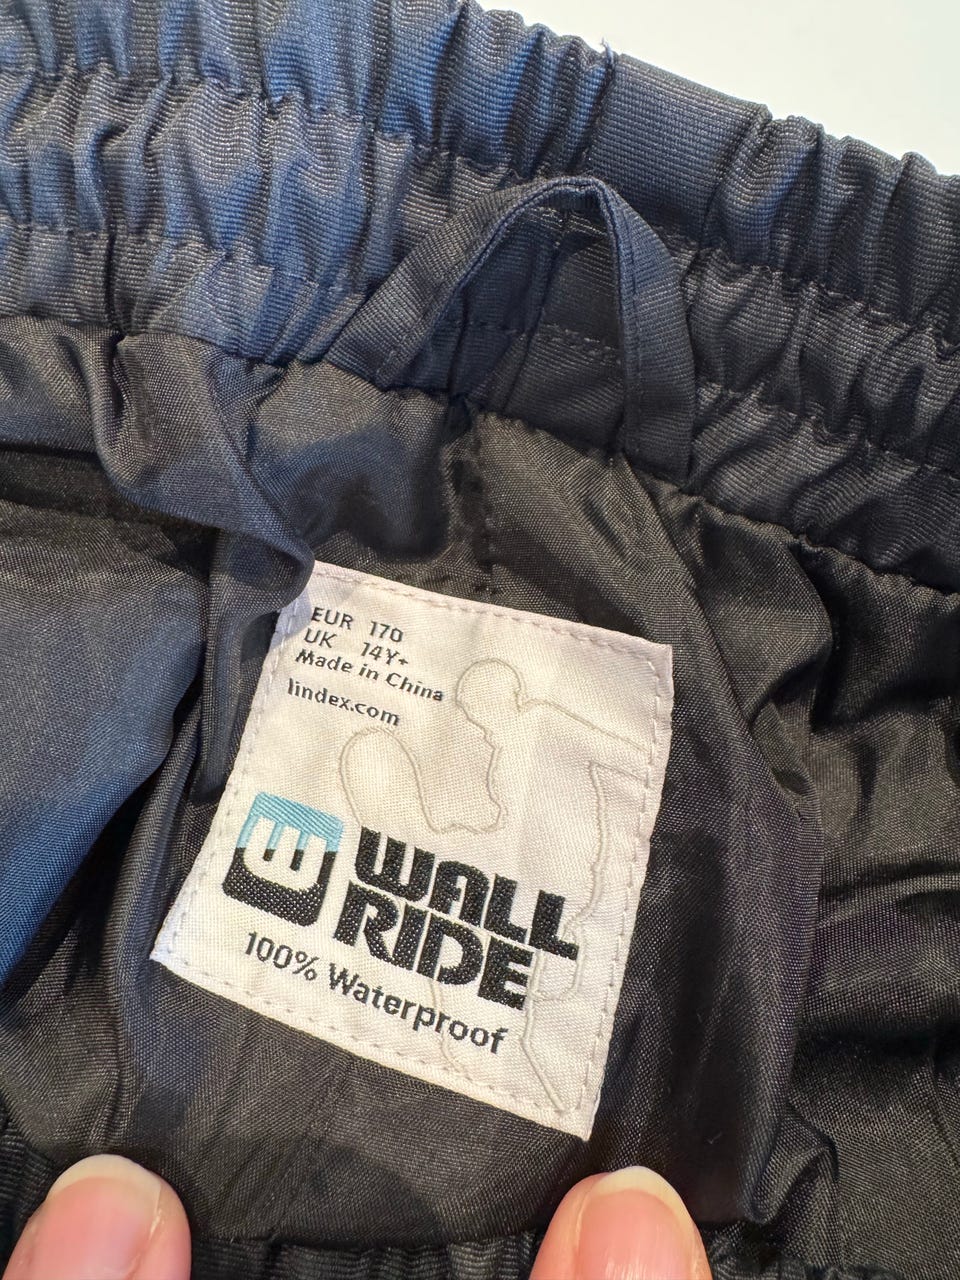 EUR 170
UK 14Y+
Made in China
lindex.com
WALL
RIDE
100% Waterproof